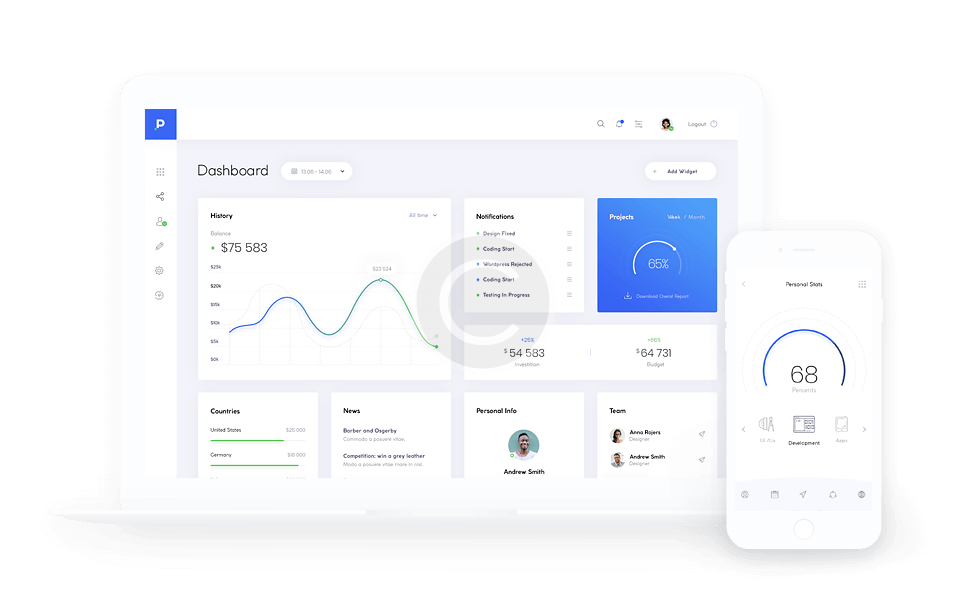 P
Logout
Dashboard
13.06 - 14.06
+ Add Widget
History
All time
Balance
$75 583
$25k
$20k
$15k
$10k
$5k
$0k
$23 524
Notifications
Design Fixed
Coding Start
Wordpress Rejected
Coding Start
Testing In Progress
Projects
Week / Month
65%
Download Overal Report
+25%
$54 583
Investition
+66%
$64 731
Budget
Countries
United States
$25 000
Germany
$10 000
News
Barber and Osgerby
Commodo a posuere vitae,
Competition: win a grey leather
Modo a posuere vitae mare in nisl.
Personal Info
Andrew Smith
Team
Anna Rojers
Designer
Andrew Smith
Designer
Personal Stats
68
Percents
UI /Ux
Development
Apps
C